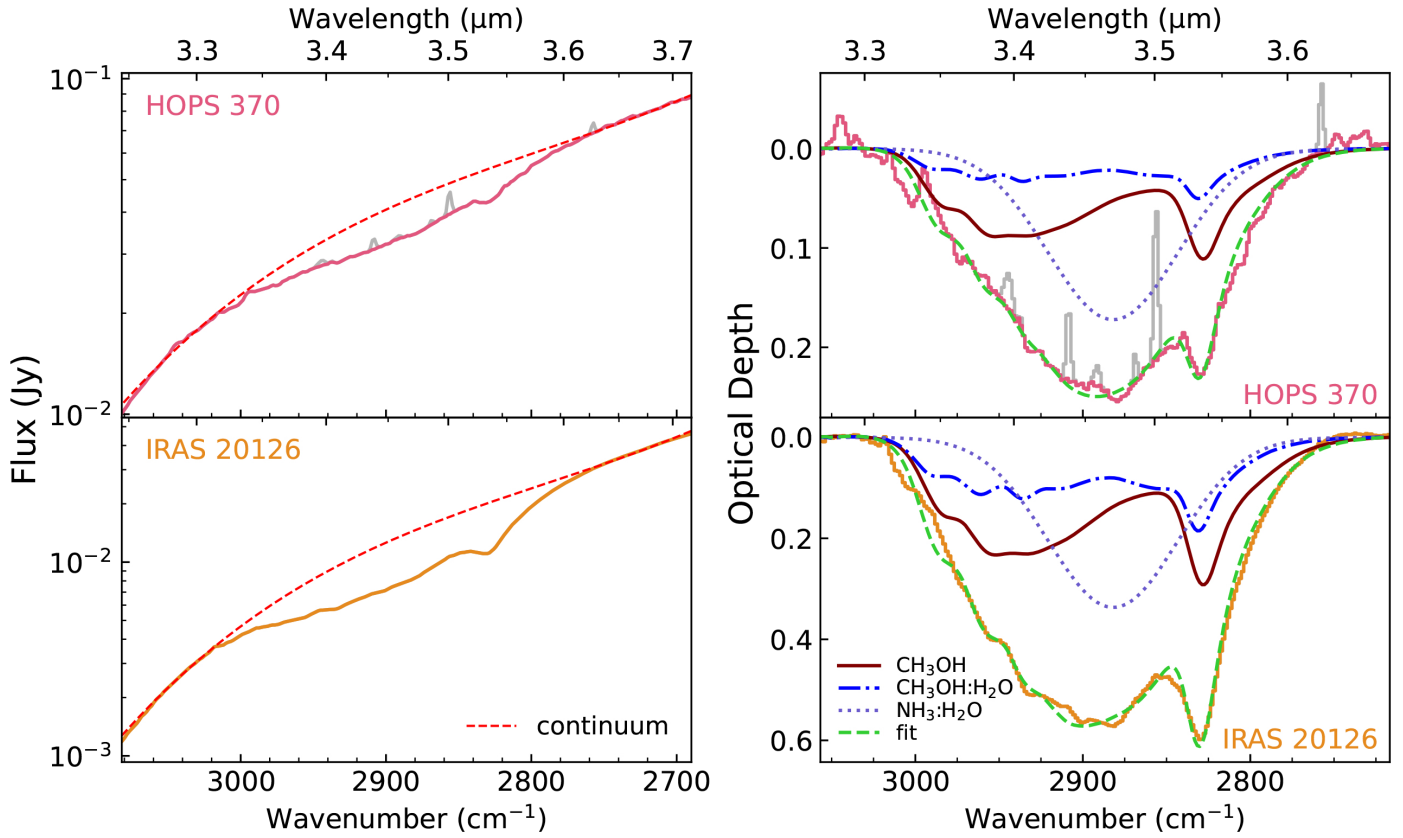 Wavelength (μm)
3.3 3.4 3.5 3.6 3.7
10⁻¹
HOPS 370
10⁻²
IRAS 20126
10⁻²
continuum
10⁻³
3000 2900 2800 2700
Wavenumber (cm⁻¹)
Flux (Jy)
Wavelength (μm)
3.3 3.4 3.5 3.6
0.0
0.1
0.2
HOPS 370
0.0
0.2
0.4
0.6
CH₃OH
CH₃OH:H₂O
NH₃:H₂O
fit
IRAS 20126
3000 2900 2800
Wavenumber (cm⁻¹)
Optical Depth